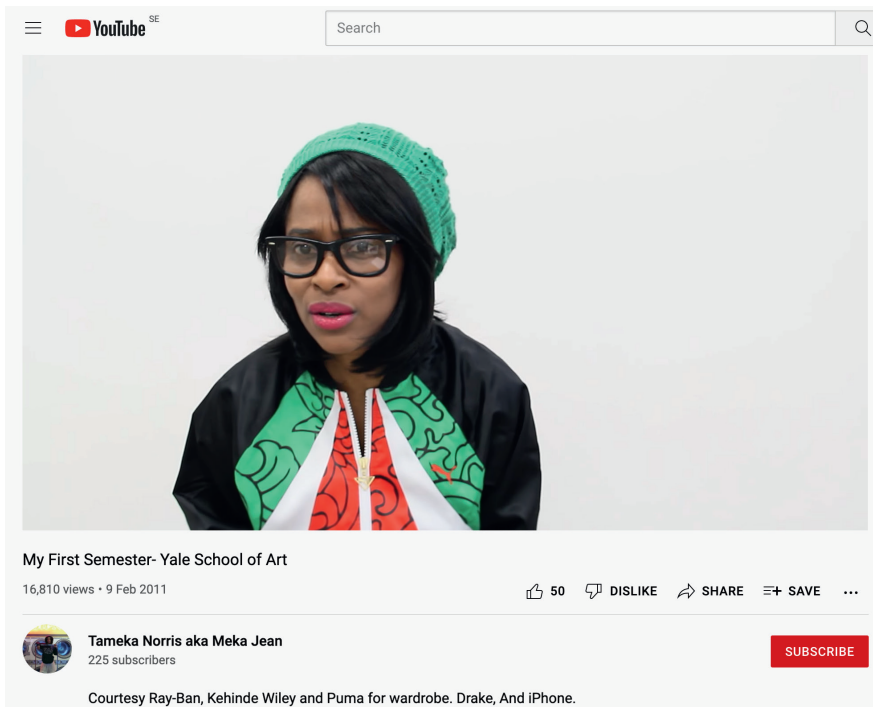 YouTube SE
Search
My First Semester- Yale School of Art
16,810 views • 9 Feb 2011
50 DISLIKE SHARE SAVE
Tameka Norris aka Meka Jean
225 subscribers
SUBSCRIBE
Courtesy Ray-Ban, Kehinde Wiley and Puma for wardrobe. Drake, And iPhone.